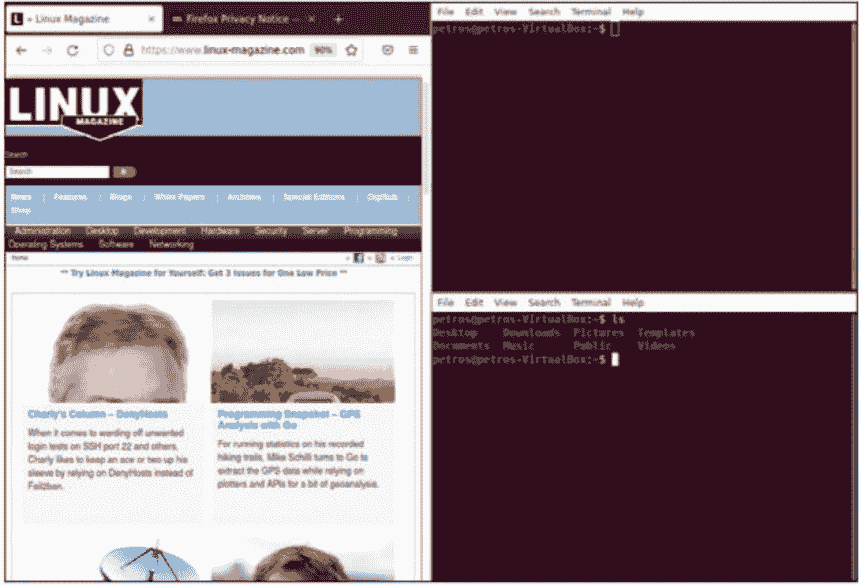 « Linux Magazine
Firefox Privacy Notice —
https://www.linux-magazine.com 90%
LINUX
MAGAZINE
Search
Search
News Features Blogs White Papers Archives Special Editions DigiSub
Shop
Administration Desktop Development Hardware Security Server Programming
Operating Systems Software Networking
Home
Login
** Try Linux Magazine for Yourself: Get 3 Issues for One Low Price **
Charly's Column – DenyHosts
When it comes to warding off unwanted
login tests on SSH port 22 and others,
Charly likes to keep an ace or two up his
sleeve by relying on DenyHosts instead of
Fail2ban.
Programming Snapshot – GPS
Analysis with Go
For running statistics on his recorded
hiking trails, Mike Schilli turns to Go to
extract the GPS data while relying on
plotters and APIs for a bit of geoanalysis.
File Edit View Search Terminal Help
petros@petros-VirtualBox:~$
File Edit View Search Terminal Help
petros@petros-VirtualBox:~$ ls
Desktop Downloads Pictures Templates
Documents Music Public Videos
petros@petros-VirtualBox:~$